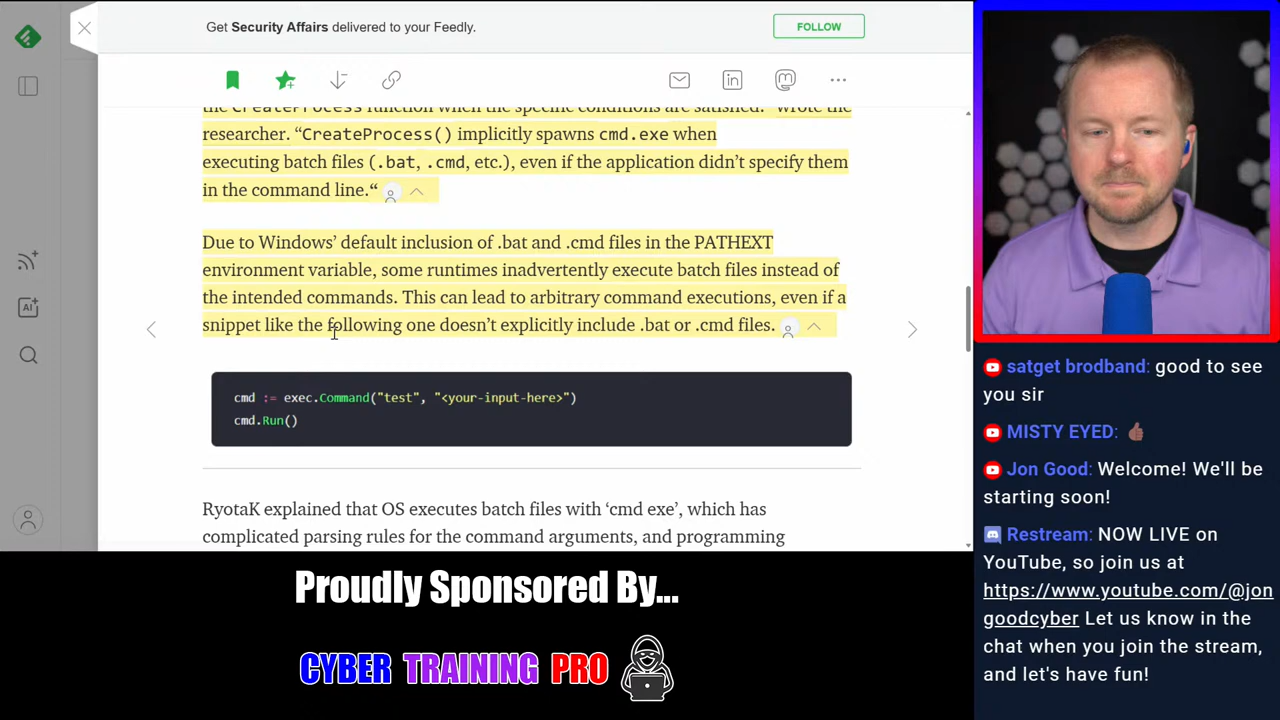 Get Security Affairs delivered to your Feedly.
FOLLOW
the CreateProcess function when the specific conditions are satisfied." wrote the
researcher. “CreateProcess() implicitly spawns cmd.exe when
executing batch files (.bat, .cmd, etc.), even if the application didn’t specify them
in the command line.“
Due to Windows’ default inclusion of .bat and .cmd files in the PATHEXT
environment variable, some runtimes inadvertently execute batch files instead of
the intended commands. This can lead to arbitrary command executions, even if a
snippet like the following one doesn’t explicitly include .bat or .cmd files.
cmd := exec.Command("test", "<your-input-here>")
cmd.Run()
RyotaK explained that OS executes batch files with ‘cmd exe’, which has
complicated parsing rules for the command arguments, and programming
AI
satget brodband: good to see
you sir
MISTY EYED:
Jon Good: Welcome! We'll be
starting soon!
Restream: NOW LIVE on
YouTube, so join us at
https://www.youtube.com/@jon
goodcyber Let us know in the
chat when you join the stream,
and let's have fun!
Proudly Sponsored By...
CYBER TRAINING PRO